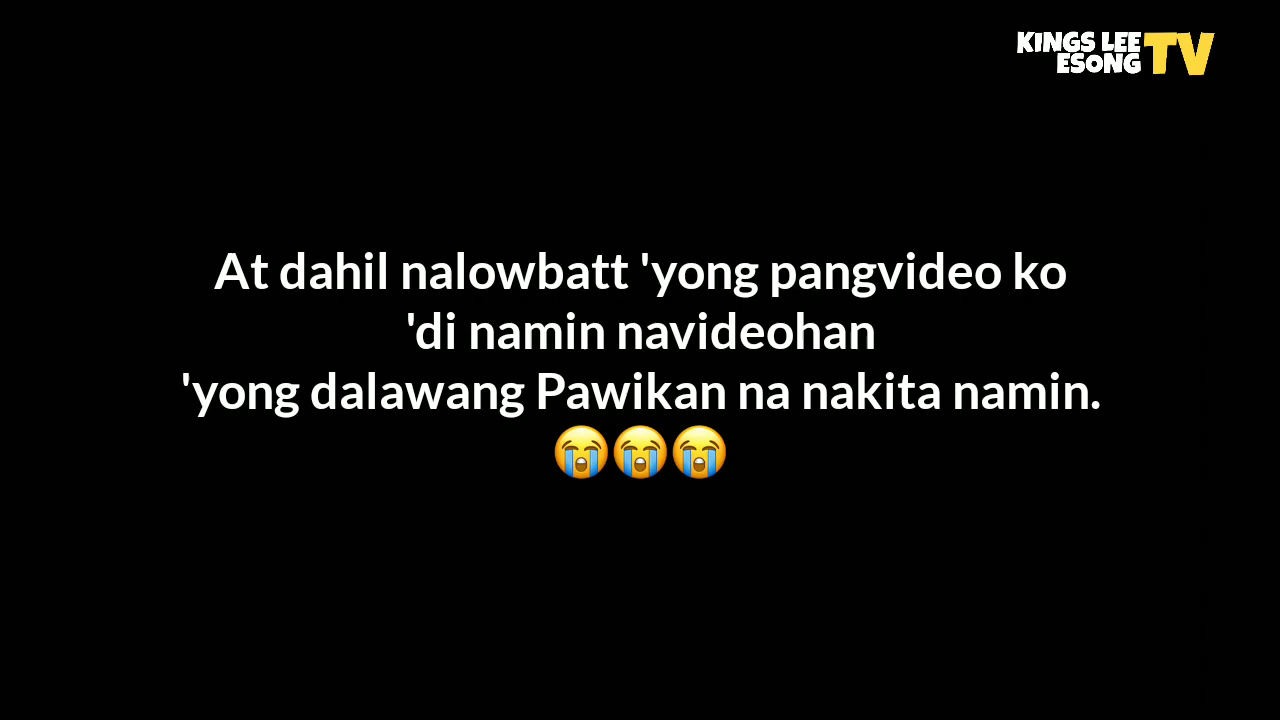 KINGS LEE
ESONG TV
At dahil nalowbatt 'yong pangvideo ko
'di namin navideohan
'yong dalawang Pawikan na nakita namin.
😭😭😭